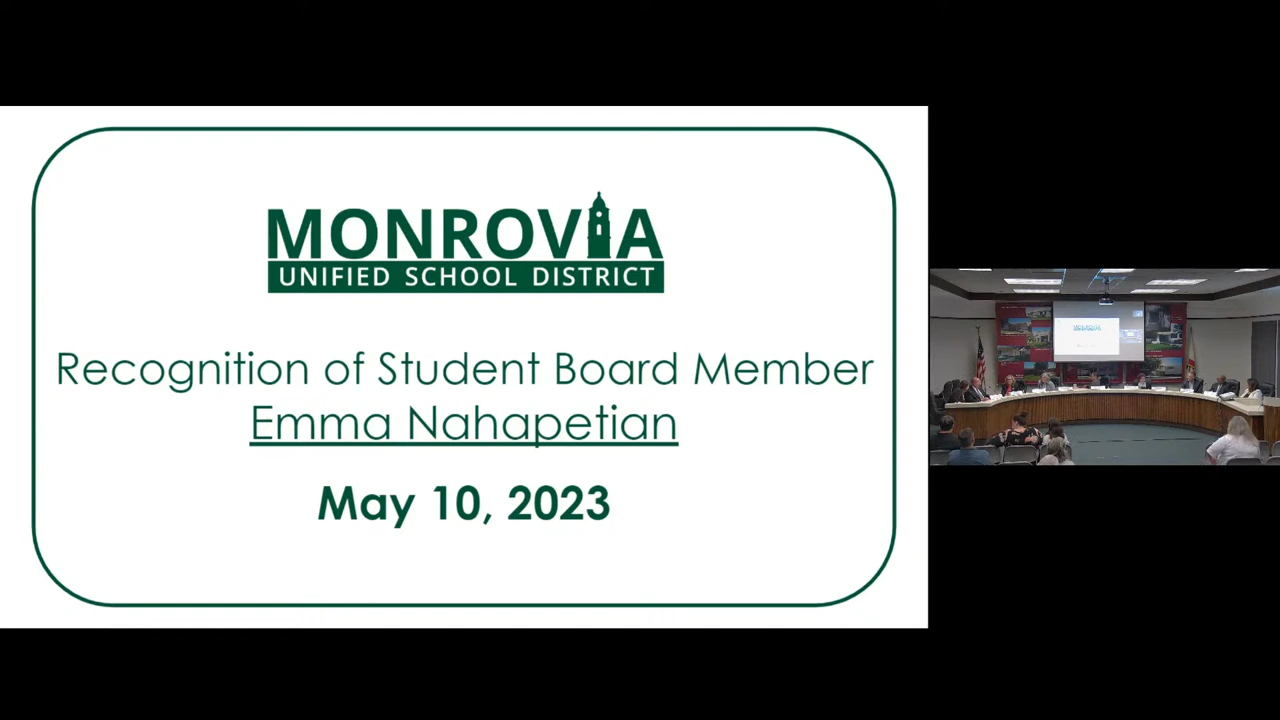 MONROVIA
UNIFIED SCHOOL DISTRICT
Recognition of Student Board Member
Emma Nahapetian
May 10, 2023